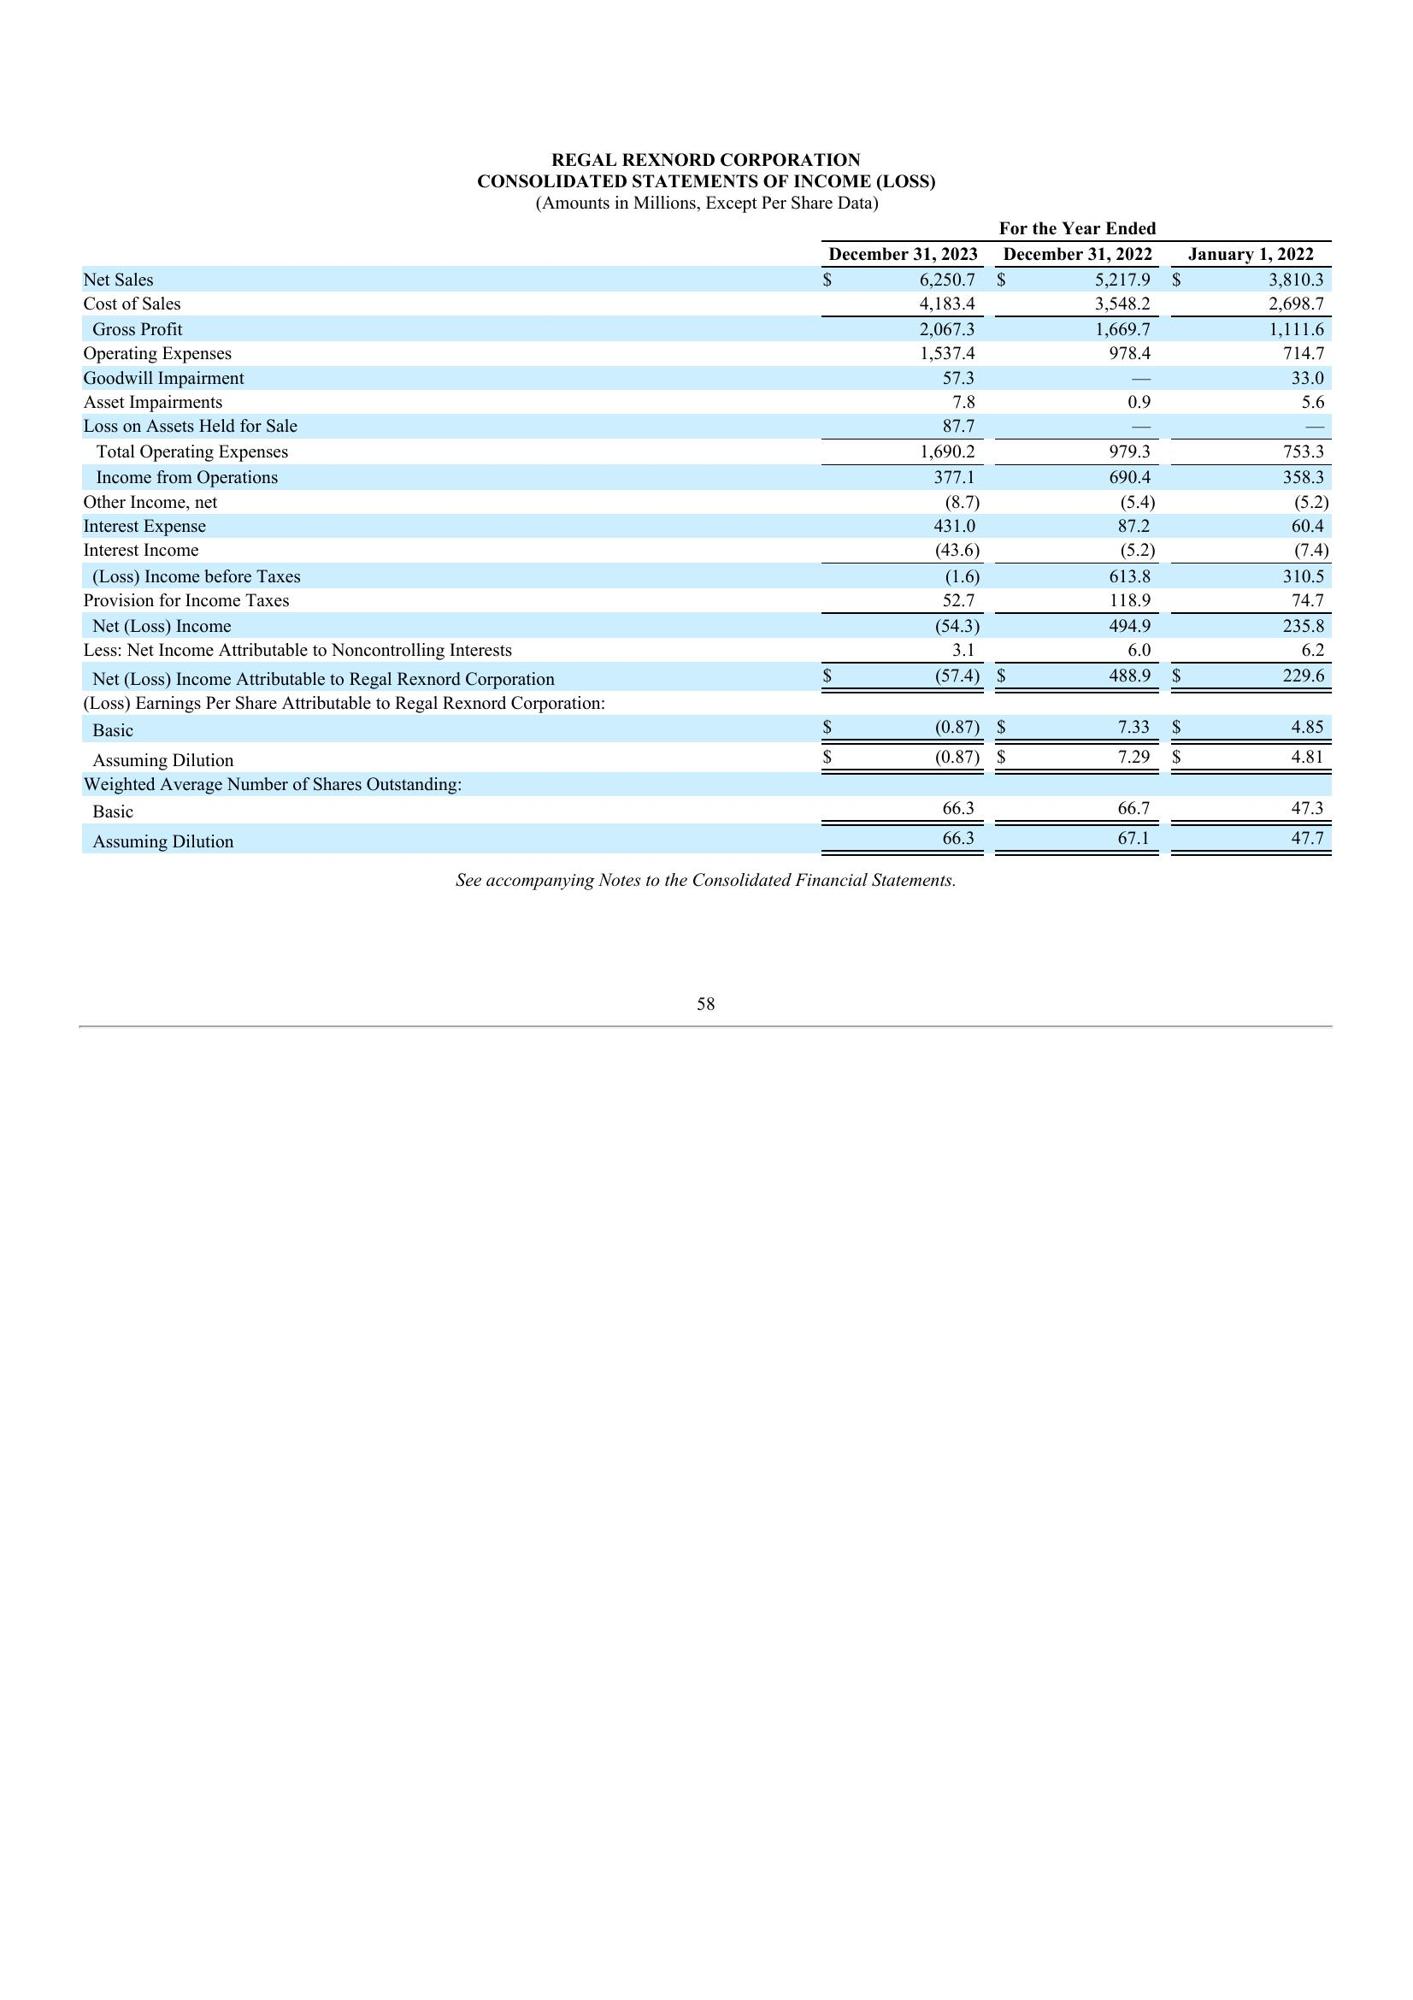 REGAL REXNORD CORPORATION
CONSOLIDATED STATEMENTS OF INCOME (LOSS)
(Amounts in Millions, Except Per Share Data)
For the Year Ended
December 31, 2023 December 31, 2022 January 1, 2022
Net Sales $ 6,250.7 $ 5,217.9 $ 3,810.3
Cost of Sales 4,183.4 3,548.2 2,698.7
Gross Profit 2,067.3 1,669.7 1,111.6
Operating Expenses 1,537.4 978.4 714.7
Goodwill Impairment 57.3 — 33.0
Asset Impairments 7.8 0.9 5.6
Loss on Assets Held for Sale 87.7 — —
Total Operating Expenses 1,690.2 979.3 753.3
Income from Operations 377.1 690.4 358.3
Other Income, net (8.7) (5.4) (5.2)
Interest Expense 431.0 87.2 60.4
Interest Income (43.6) (5.2) (7.4)
(Loss) Income before Taxes (1.6) 613.8 310.5
Provision for Income Taxes 52.7 118.9 74.7
Net (Loss) Income (54.3) 494.9 235.8
Less: Net Income Attributable to Noncontrolling Interests 3.1 6.0 6.2
Net (Loss) Income Attributable to Regal Rexnord Corporation $ (57.4) $ 488.9 $ 229.6
(Loss) Earnings Per Share Attributable to Regal Rexnord Corporation:
Basic $ (0.87) $ 7.33 $ 4.85
Assuming Dilution $ (0.87) $ 7.29 $ 4.81
Weighted Average Number of Shares Outstanding:
Basic 66.3 66.7 47.3
Assuming Dilution 66.3 67.1 47.7
See accompanying Notes to the Consolidated Financial Statements.
58